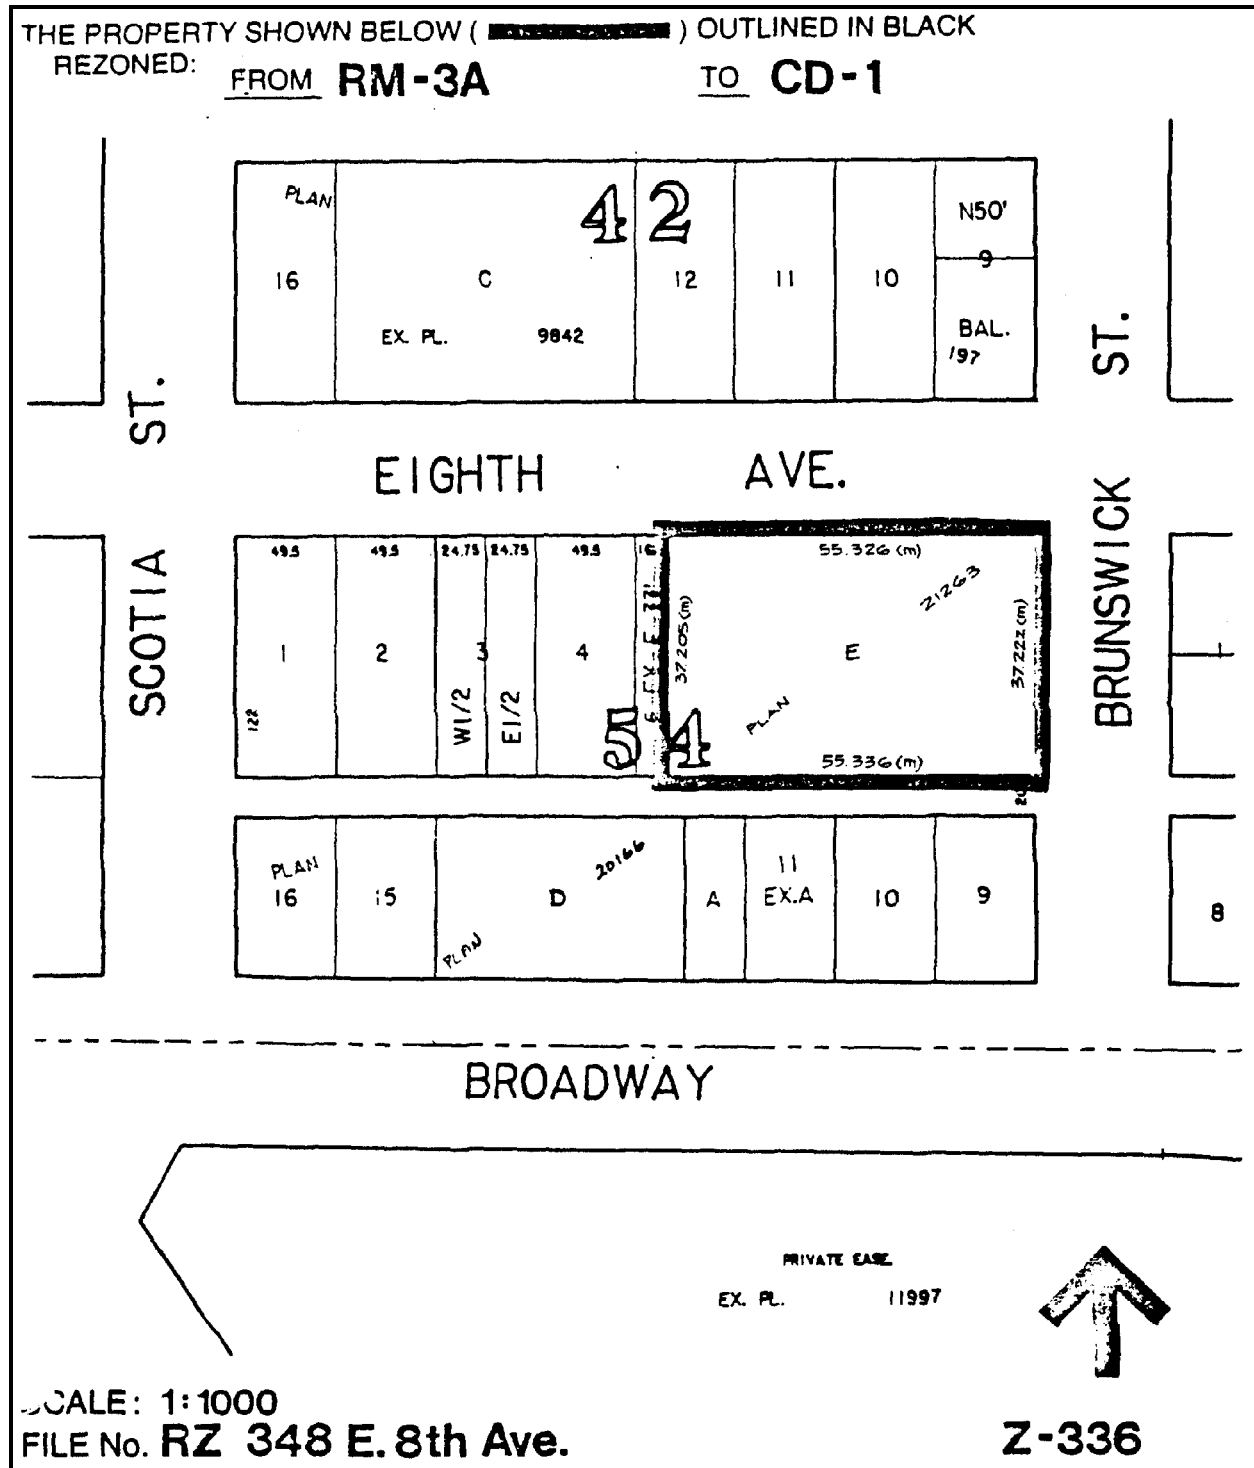 THE PROPERTY SHOWN BELOW ( ) OUTLINED IN BLACK
REZONED:
FROM RM-3A TO CD-1
PLAN
42
N50'
9
16
C
12
11
10
EX. PL. 9842
BAL.
197
ST.
ST.
EIGHTH AVE.
SCOTIA
BRUNSWICK
49.5
49.5
24.75
24.75
49.5
16
55.326 (m)
21263
37.205 (m)
37.222 (m)
1
2
3
4
E
122
W1/2
E1/2
PLAN
54
55.336 (m)
PLAN
16
15
20166
D
PLAN
A
11
EX.A
10
9
8
BROADWAY
PRIVATE EASE.
EX. PL. 11997
SCALE: 1:1000
FILE No. RZ 348 E. 8th Ave.
Z-336